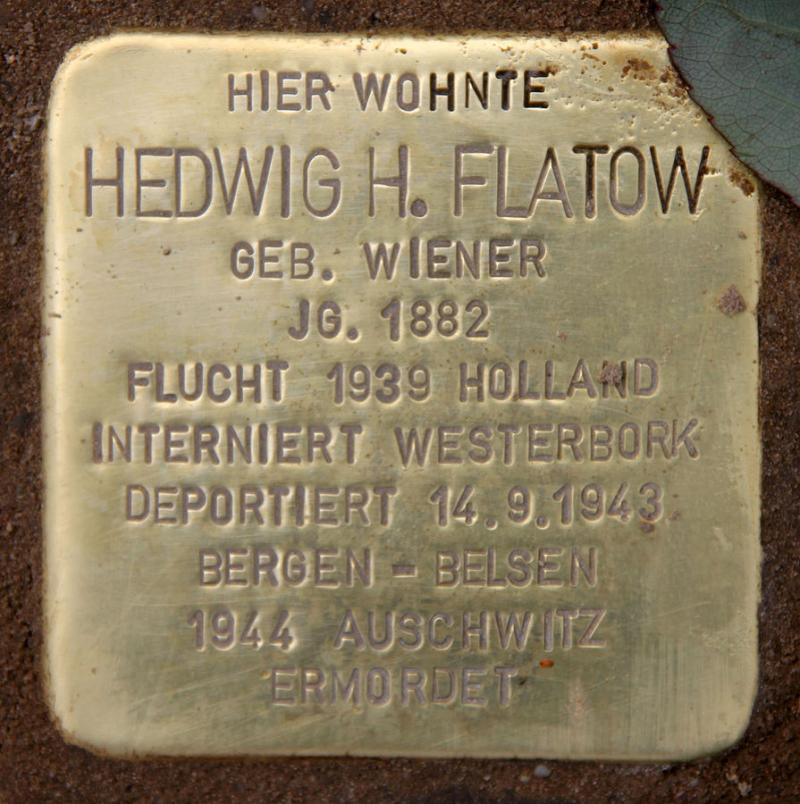 HIER WOHNTE
HEDWIG H. FLATOW
GEB. WIENER
JG. 1882
FLUCHT 1939 HOLLAND
INTERNIERT WESTERBORK
DEPORTIERT 14.9.1943
BERGEN - BELSEN
1944 AUSCHWITZ
ERMORDET